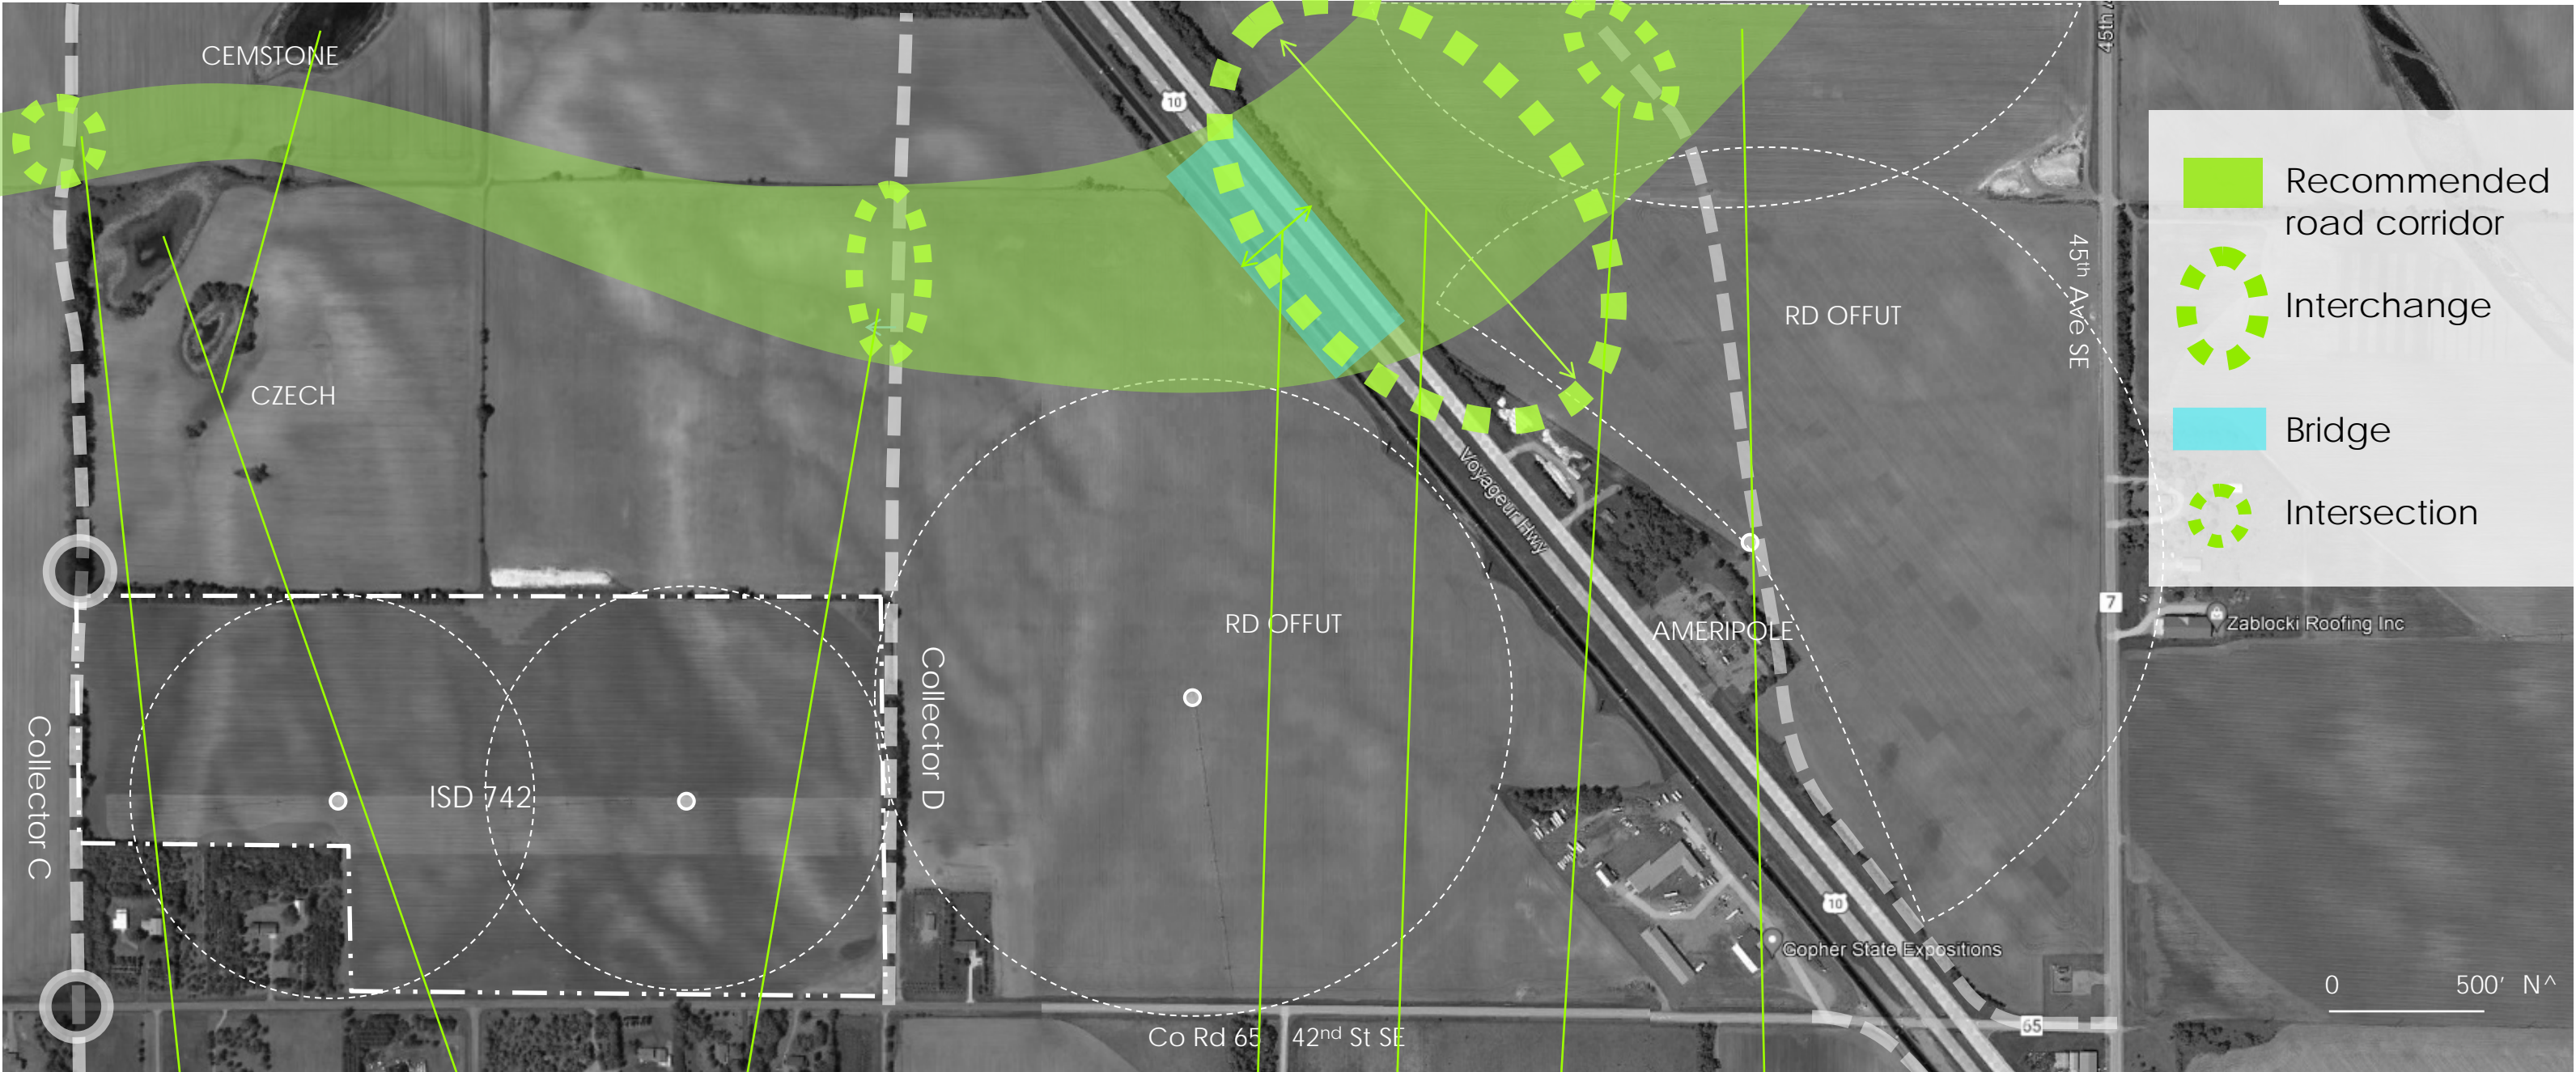 CEMSTONE
45th A
10
Recommended
road corridor
45th Ave SE
Interchange
RD OFFUT
CZECH
Bridge
Voyageur Hwy
Intersection
7
RD OFFUT
AMERIPOLE
Zablocki Roofing Inc
Collector C
Collector D
ISD 742
10
Gopher State Expositions
0 500' N^
65
Co Rd 65 42nd St SE